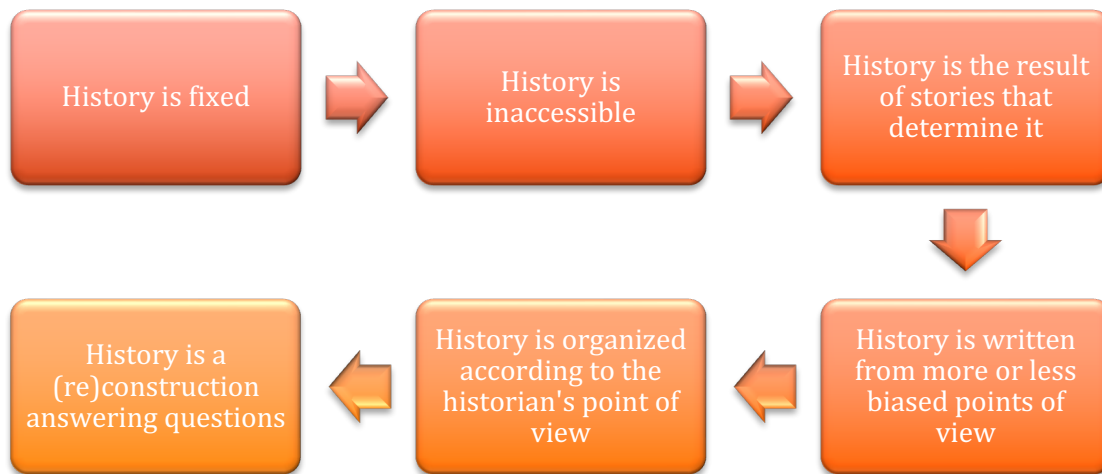 History is fixed
History is
inaccessible
History is the result
of stories that
determine it
History is written
from more or less
biased points of
view
History is organized
according to the
historian's point of
view
History is a
(re)construction
answering questions